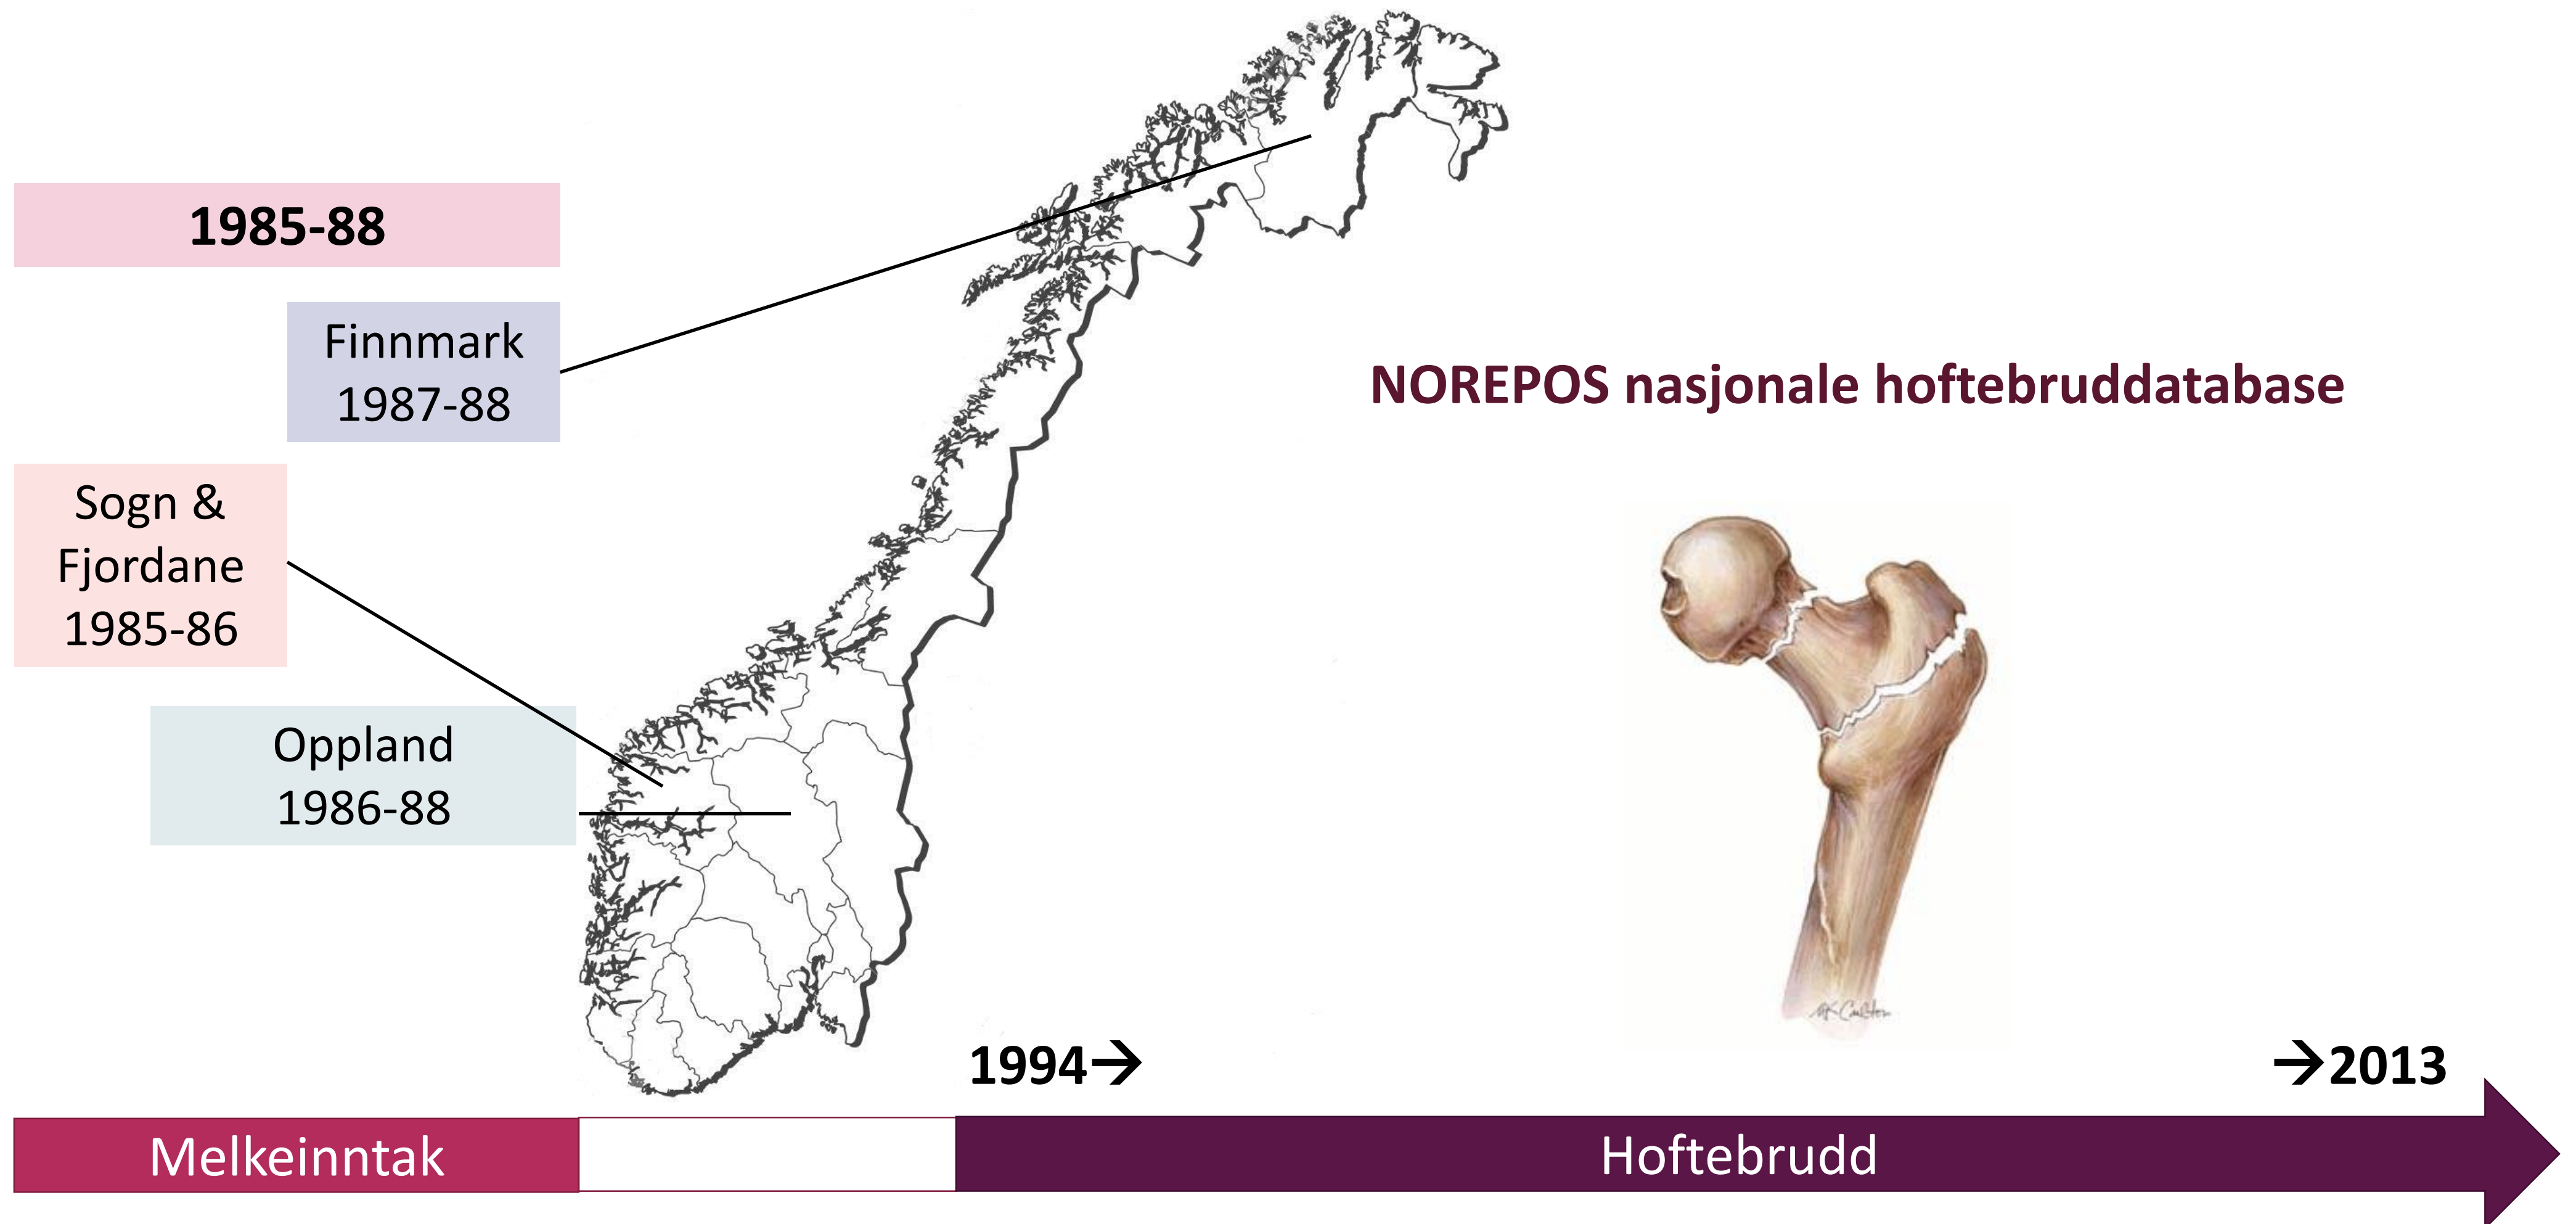 1985-88
Finnmark
1987-88
NOREPOS nasjonale hoftebruddatabase
Sogn &
Fjordane
1985-86
Oppland
1986-88
1994→
→2013
Melkeinntak
Hoftebrudd